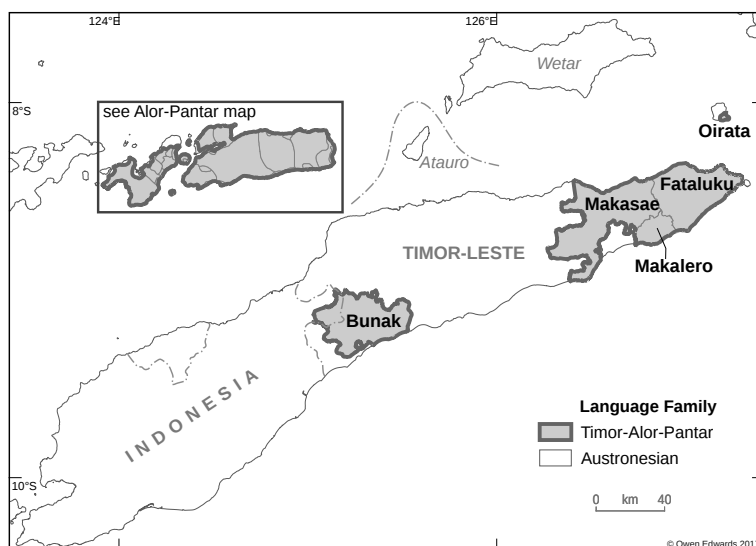 124°E
126°E
8°S
see Alor-Pantar map
Wetar
Oirata
Atauro
Fataluku
Makasae
TIMOR-LESTE
Makalero
Bunak
INDONESIA
Language Family
Timor-Alor-Pantar
Austronesian
10°S
0 km 40
© Owen Edwards